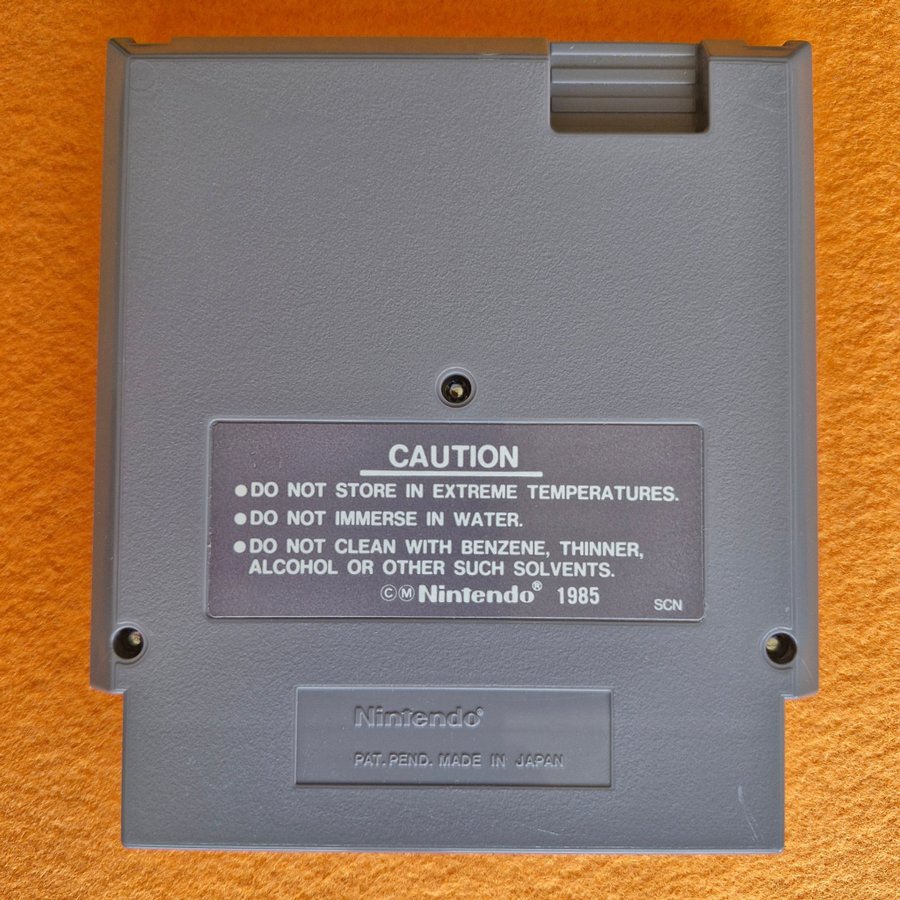 CAUTION
●DO NOT STORE IN EXTREME TEMPERATURES.
●DO NOT IMMERSE IN WATER.
●DO NOT CLEAN WITH BENZENE, THINNER,
ALCOHOL OR OTHER SUCH SOLVENTS.
ⒸⓂNintendo® 1985
SCN
Nintendo®
PAT. PEND. MADE IN JAPAN